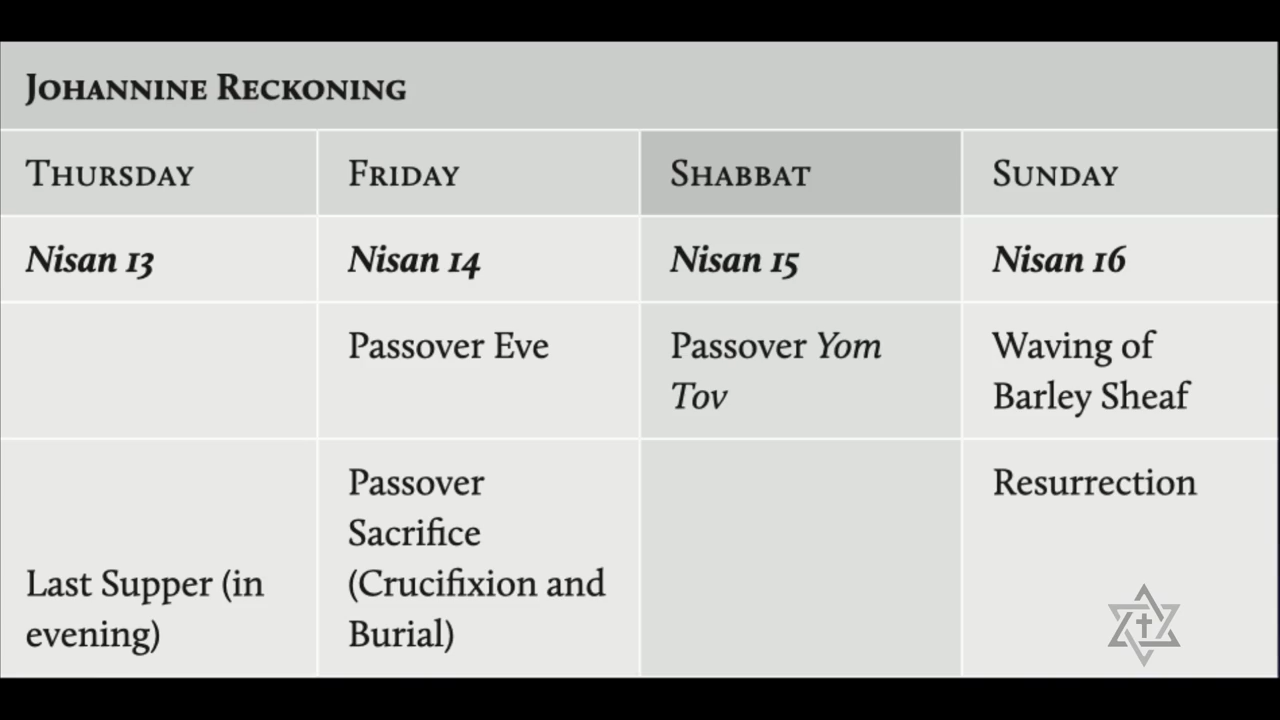 Johannine Reckoning
Thursday Friday Shabbat Sunday
Nisan 13 Nisan 14 Nisan 15 Nisan 16
Passover Eve Passover Yom Waving of
Tov Barley Sheaf
Passover Resurrection
Sacrifice
Last Supper (in (Crucifixion and
evening) Burial)